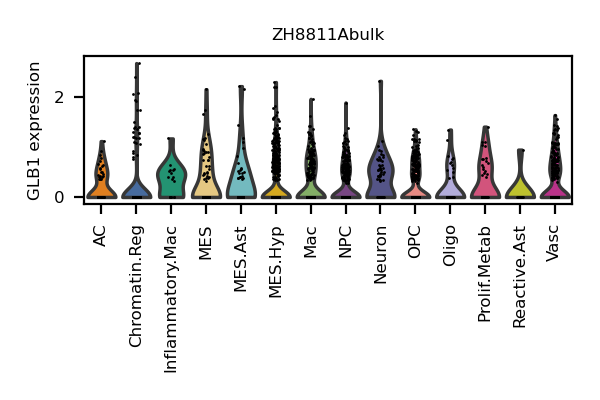 ZH8811Abulk
GLB1 expression
2
0
AC
Chromatin.Reg
Inflammatory.Mac
MES
MES.Ast
MES.Hyp
Mac
NPC
Neuron
OPC
Oligo
Prolif.Metab
Reactive.Ast
Vasc